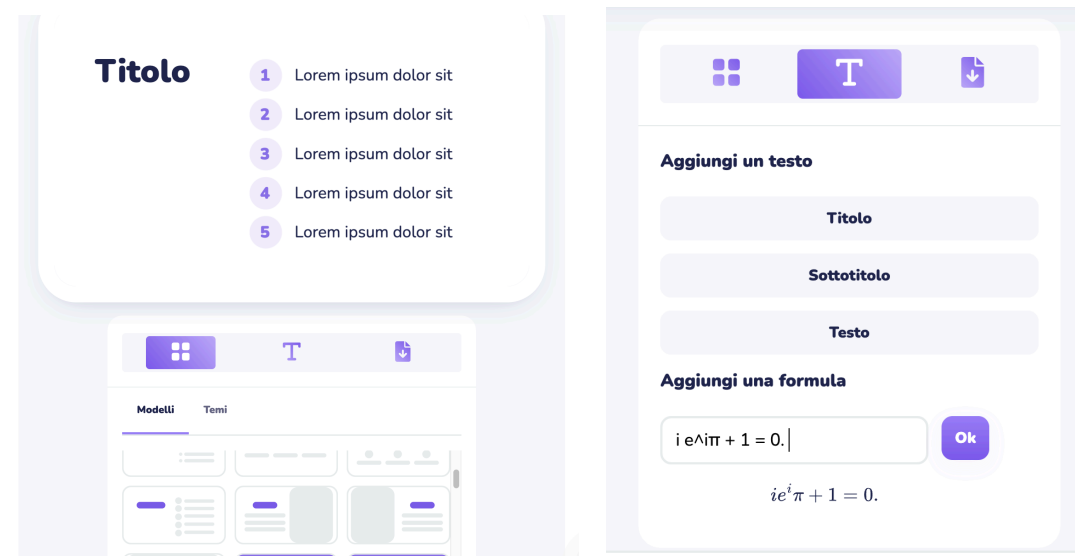 Titolo
1 Lorem ipsum dolor sit
2 Lorem ipsum dolor sit
3 Lorem ipsum dolor sit
4 Lorem ipsum dolor sit
5 Lorem ipsum dolor sit
T
Modelli Temi
T
Aggiungi un testo
Titolo
Sottotitolo
Testo
Aggiungi una formula
i e^iπ + 1 = 0.
Ok
ieⁱπ + 1 = 0.